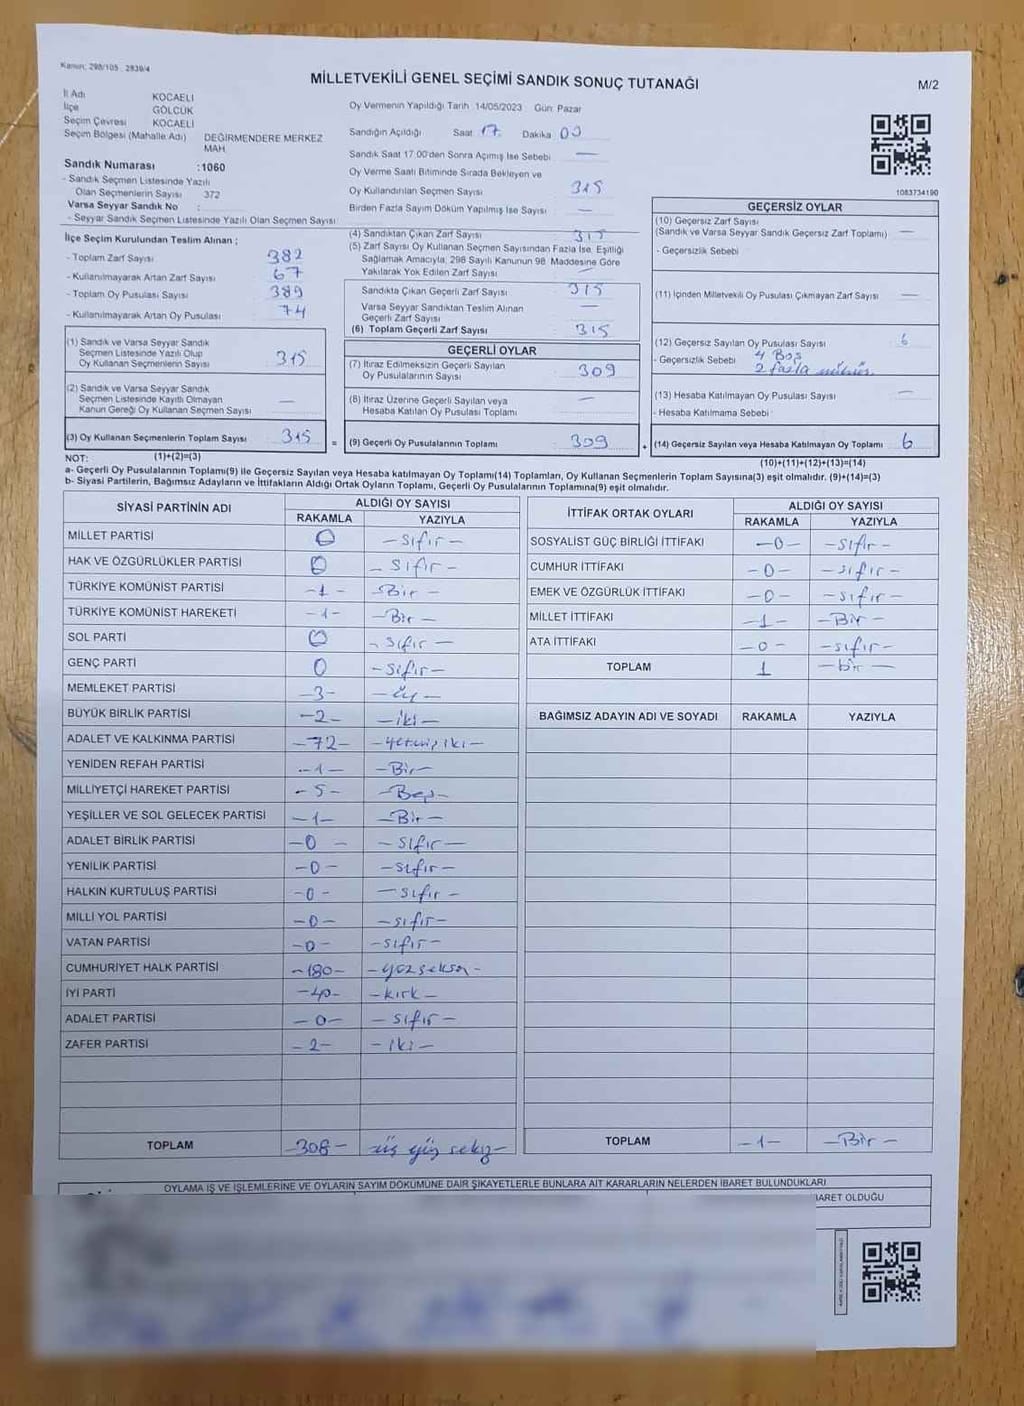 Kanun: 298/105 , 2839/4
MİLLETVEKİLİ GENEL SEÇİMİ SANDIK SONUÇ TUTANAĞI
M/2
İl Adı KOCAELİ
İlçe GÖLCÜK
Seçim Çevresi KOCAELİ
Seçim Bölgesi (Mahalle Adı) DEĞİRMENDERE MERKEZ MAH.
Sandık Numarası :1060
- Sandık Seçmen Listesinde Yazılı
Olan Seçmenlerin Sayısı 372
Varsa Seyyar Sandık No :
- Seyyar Sandık Seçmen Listesinde Yazılı Olan Seçmen Sayısı
Oy Vermenin Yapıldığı Tarih 14/05/2023 Gün: Pazar
Sandığın Açıldığı Saat 17 Dakika 00
Sandık Saat 17:00'den Sonra Açılmış İse Sebebi —
Oy Verme Saati Bitiminde Sırada Bekleyen ve
Oy Kullandırılan Seçmen Sayısı 315
Birden Fazla Sayım Döküm Yapılmış İse Sayısı —
1083734190
İlçe Seçim Kurulundan Teslim Alınan ;
- Toplam Zarf Sayısı 382
- Kullanılmayarak Artan Zarf Sayısı 67
- Toplam Oy Pusulası Sayısı 389
- Kullanılmayarak Artan Oy Pusulası 74
(4) Sandıktan Çıkan Zarf Sayısı 315
(5) Zarf Sayısı Oy Kullanan Seçmen Sayısından Fazla İse, Eşitliği
Sağlamak Amacıyla, 298 Sayılı Kanunun 98. Maddesine Göre
Yakılarak Yok Edilen Zarf Sayısı —
Sandıkta Çıkan Geçerli Zarf Sayısı 315
Varsa Seyyar Sandıktan Teslim Alınan
Geçerli Zarf Sayısı —
(6) Toplam Geçerli Zarf Sayısı 315
GEÇERSİZ OYLAR
(10) Geçersiz Zarf Sayısı
(Sandık ve Varsa Seyyar Sandık Geçersiz Zarf Toplamı) —
- Geçersizlik Sebebi
(11) İçinden Milletvekili Oy Pusulası Çıkmayan Zarf Sayısı —
(12) Geçersiz Sayılan Oy Pusulası Sayısı 6
- Geçersizlik Sebebi 4 Boş
2 fazla mühür
(13) Hesaba Katılmayan Oy Pusulası Sayısı —
- Hesaba Katılmama Sebebi
(1) Sandık ve Varsa Seyyar Sandık
Seçmen Listesinde Yazılı Olup
Oy Kullanan Seçmenlerin Sayısı 315
(2) Sandık ve Varsa Seyyar Sandık
Seçmen Listesinde Kayıtlı Olmayan
Kanun Gereği Oy Kullanan Seçmen Sayısı —
GEÇERLİ OYLAR
(7) İtiraz Edilmeksizin Geçerli Sayılan
Oy Pusulalarının Sayısı 309
(8) İtiraz Üzerine Geçerli Sayılan veya
Hesaba Katılan Oy Pusulası Toplamı —
(3) Oy Kullanan Seçmenlerin Toplam Sayısı 315 = (9) Geçerli Oy Pusulalarının Toplamı 309 + (14) Geçersiz Sayılan veya Hesaba Katılmayan Oy Toplamı 6
NOT: (1)+(2)=(3) (10)+(11)+(12)+(13)=(14)
a- Geçerli Oy Pusulalarının Toplamı(9) ile Geçersiz Sayılan veya Hesaba katılmayan Oy Toplamı(14) Toplamları, Oy Kullanan Seçmenlerin Toplam Sayısına(3) eşit olmalıdır. (9)+(14)=(3)
b- Siyasi Partilerin, Bağımsız Adayların ve İttifakların Aldığı Ortak Oyların Toplamı, Geçerli Oy Pusulalarının Toplamına(9) eşit olmalıdır.
SİYASİ PARTİNİN ADI ALDIĞI OY SAYISI
RAKAMLA YAZIYLA
MİLLET PARTİSİ 0 -Sıfır-
HAK VE ÖZGÜRLÜKLER PARTİSİ 0 -Sıfır-
TÜRKİYE KOMÜNİST PARTİSİ -1- -Bir-
TÜRKİYE KOMÜNİST HAREKETİ -1- -Bir-
SOL PARTİ 0 -Sıfır-
GENÇ PARTİ 0 -Sıfır-
MEMLEKET PARTİSİ -3- -üç-
BÜYÜK BİRLİK PARTİSİ -2- -iki-
ADALET VE KALKINMA PARTİSİ -72- -yetmiş iki-
YENİDEN REFAH PARTİSİ -1- -Bir-
MİLLİYETÇİ HAREKET PARTİSİ -5- -Beş-
YEŞİLLER VE SOL GELECEK PARTİSİ -1- -Bir-
ADALET BİRLİK PARTİSİ -0- -sıfır-
YENİLİK PARTİSİ -0- -sıfır-
HALKIN KURTULUŞ PARTİSİ -0- -sıfır-
MİLLİ YOL PARTİSİ -0- -sıfır-
VATAN PARTİSİ -0- -sıfır-
CUMHURİYET HALK PARTİSİ -180- -yüzseksen-
İYİ PARTİ -40- -kırk-
ADALET PARTİSİ -0- -sıfır-
ZAFER PARTİSİ -2- -iki-
TOPLAM -308- -üç yüz sekiz-
İTTİFAK ORTAK OYLARI ALDIĞI OY SAYISI
RAKAMLA YAZIYLA
SOSYALİST GÜÇ BİRLİĞİ İTTİFAKI -0- -sıfır-
CUMHUR İTTİFAKI -0- -sıfır-
EMEK VE ÖZGÜRLÜK İTTİFAKI -0- -sıfır-
MİLLET İTTİFAKI -1- -Bir-
ATA İTTİFAKI -0- -sıfır-
TOPLAM 1 -bir-
BAĞIMSIZ ADAYIN ADI VE SOYADI RAKAMLA YAZIYLA
TOPLAM -1- -Bir-
OYLAMA İŞ VE İŞLEMLERİNE VE OYLARIN SAYIM DÖKÜMÜNE DAİR ŞİKAYETLERLE BUNLARA AİT KARARLARIN NELERDEN İBARET BULUNDUKLARI
İBARET OLDUĞU